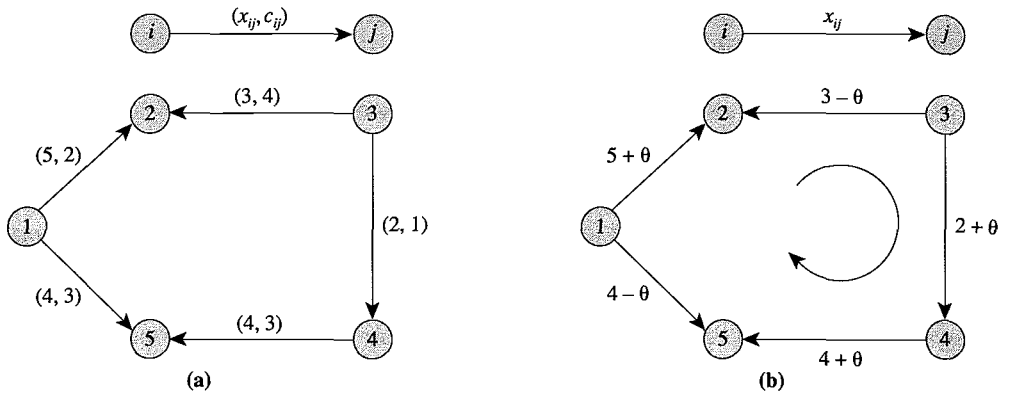 (x_ij, c_ij)
i
j
(3, 4)
2
3
(5, 2)
1
(2, 1)
(4, 3)
(4, 3)
5
4
(a)
x_ij
i
j
3 – θ
2
3
5 + θ
1
2 + θ
4 – θ
5
4
4 + θ
(b)